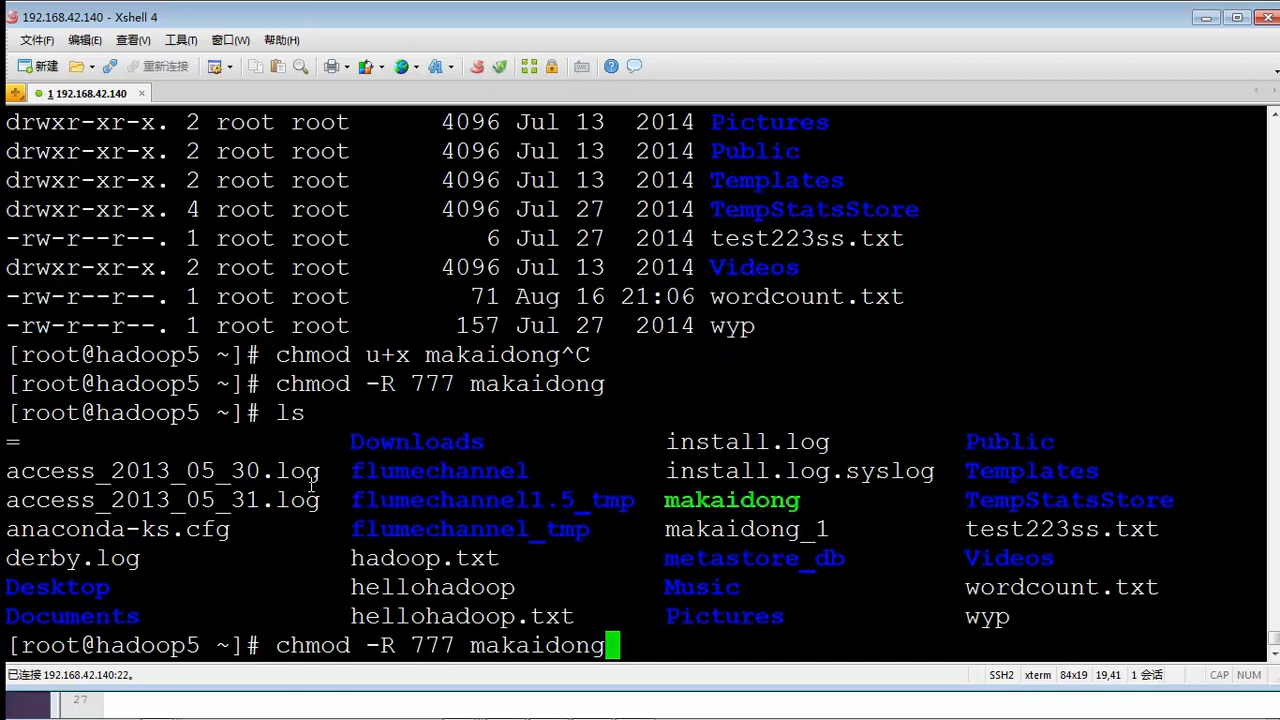 192.168.42.140 - Xshell 4
文件(F) 编辑(E) 查看(V) 工具(T) 窗口(W) 帮助(H)
新建 重新连接
1 192.168.42.140
drwxr-xr-x. 2 root root 4096 Jul 13 2014 Pictures
drwxr-xr-x. 2 root root 4096 Jul 13 2014 Public
drwxr-xr-x. 2 root root 4096 Jul 13 2014 Templates
drwxr-xr-x. 4 root root 4096 Jul 27 2014 TempStatsStore
-rw-r--r--. 1 root root 6 Jul 27 2014 test223ss.txt
drwxr-xr-x. 2 root root 4096 Jul 13 2014 Videos
-rw-r--r--. 1 root root 71 Aug 16 21:06 wordcount.txt
-rw-r--r--. 1 root root 157 Jul 27 2014 wyp
[root@hadoop5 ~]# chmod u+x makaidong^C
[root@hadoop5 ~]# chmod -R 777 makaidong
[root@hadoop5 ~]# ls
= Downloads install.log Public
access_2013_05_30.log flumechannel install.log.syslog Templates
access_2013_05_31.log flumechannel1.5_tmp makaidong TempStatsStore
anaconda-ks.cfg flumechannel_tmp makaidong_1 test223ss.txt
derby.log hadoop.txt metastore_db Videos
Desktop hellohadoop Music wordcount.txt
Documents hellohadoop.txt Pictures wyp
[root@hadoop5 ~]# chmod -R 777 makaidong
已连接 192.168.42.140:22。 SSH2 xterm 84x19 19,41 1 会话 CAP NUM
27